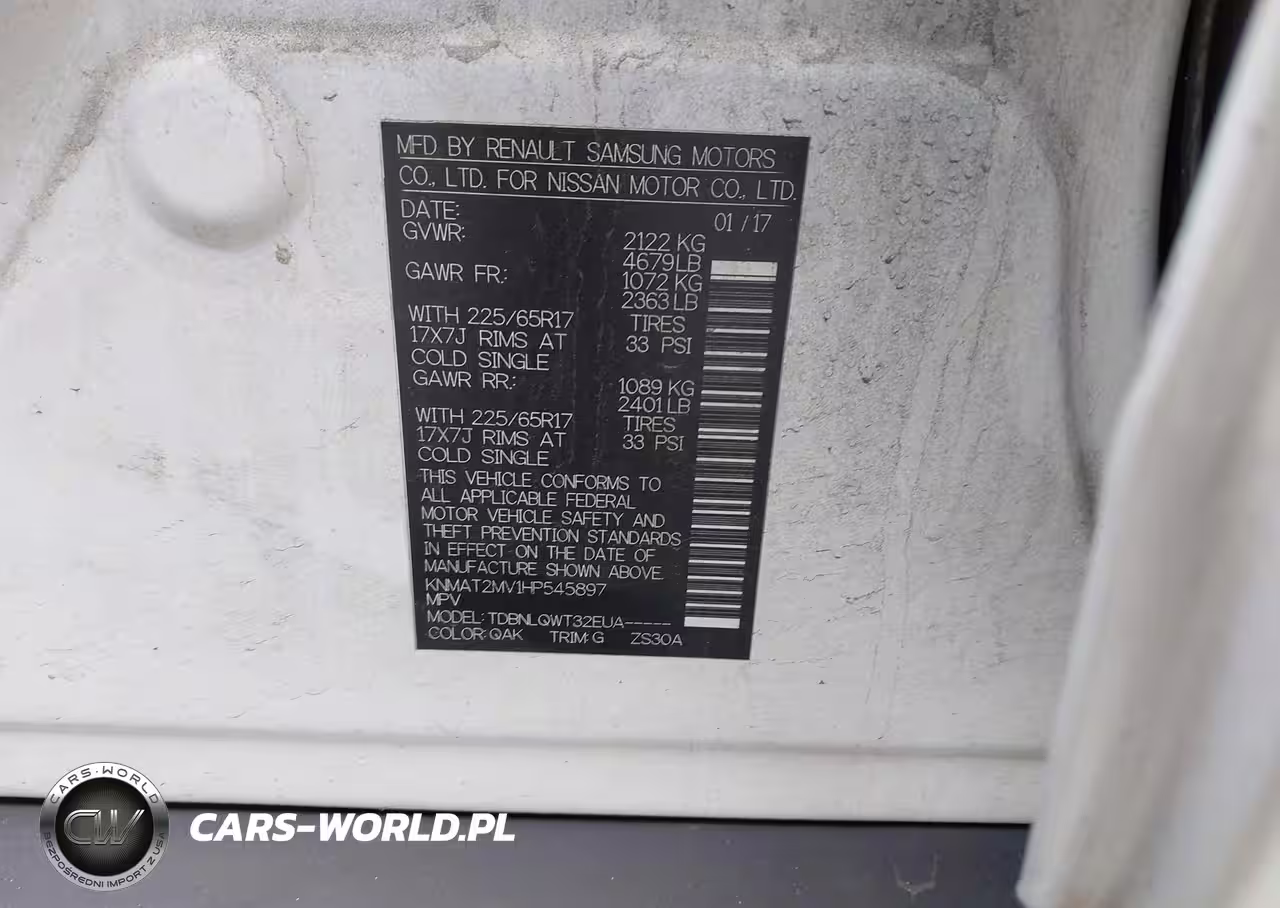 MFD BY RENAULT SAMSUNG MOTORS
CO., LTD. FOR NISSAN MOTOR CO., LTD.
DATE: 01 / 17
GVWR: 2122 KG
4679 LB
GAWR FR: 1072 KG
2363 LB
WITH 225/65R17 TIRES
17X7J RIMS AT 33 PSI
COLD SINGLE
GAWR RR: 1089 KG
2401 LB
WITH 225/65R17 TIRES
17X7J RIMS AT 33 PSI
COLD SINGLE
THIS VEHICLE CONFORMS TO
ALL APPLICABLE FEDERAL
MOTOR VEHICLE SAFETY AND
THEFT PREVENTION STANDARDS
IN EFFECT ON THE DATE OF
MANUFACTURE SHOWN ABOVE.
KNMAT2MV1HP545897
MPV
MODEL: TDBNLQWT32EUA-----
COLOR: QAK TRIM: G ZS30A
CARS-WORLD
CW
BEZPOŚREDNI IMPORT Z USA
CARS-WORLD.PL